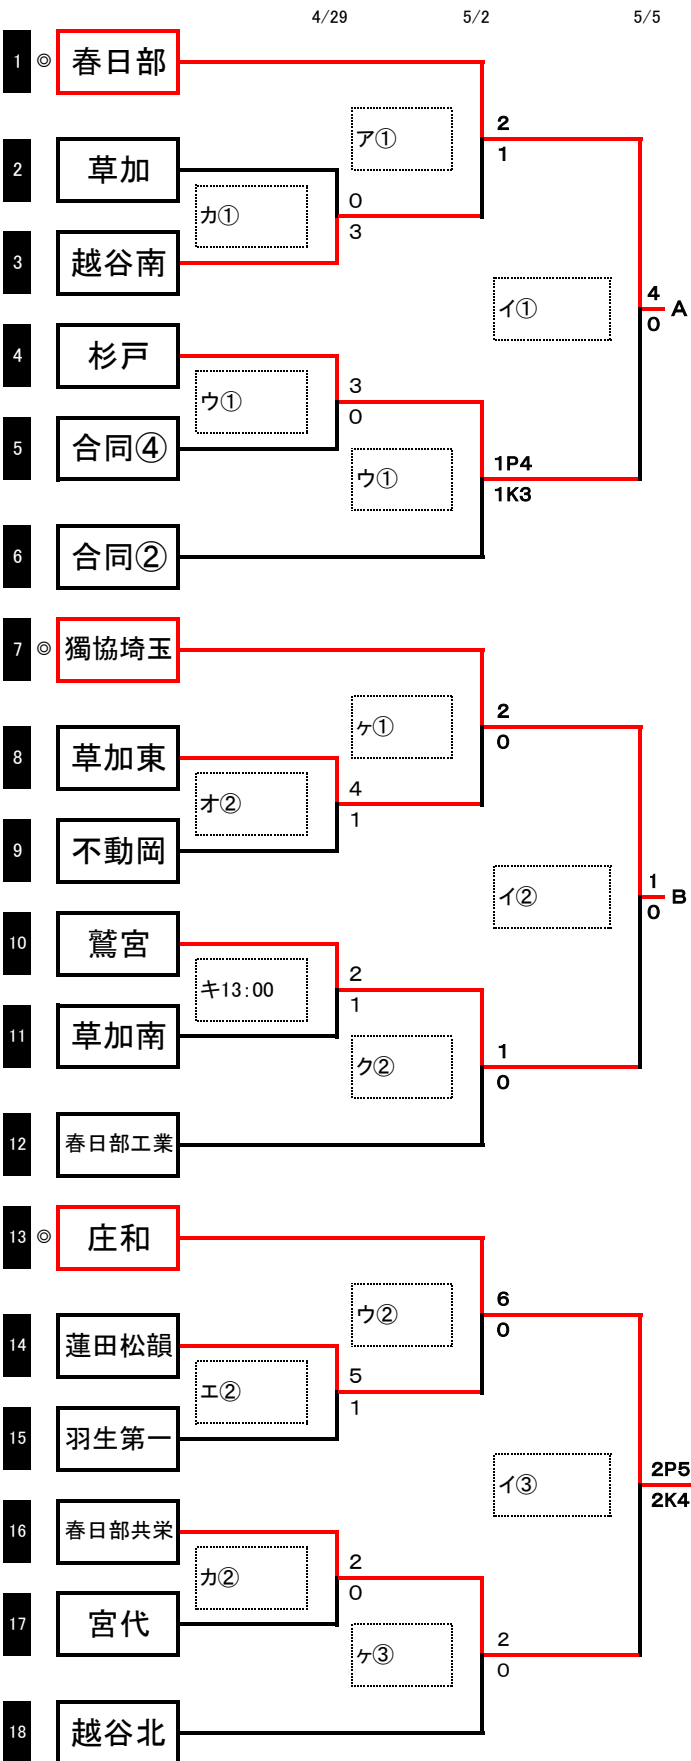 4/29 5/2 5/5
1 ◎ 春日部
ア①
2
1
2 草加
カ①
0
3
3 越谷南
イ①
4
0
A
4 杉戸
ウ①
3
0
5 合同④
ウ①
1P4
1K3
6 合同②
7 ◎ 獨協埼玉
ヶ①
2
0
8 草加東
オ②
4
1
9 不動岡
イ②
1
0
B
10 鷲宮
キ13:00
2
1
11 草加南
ク②
1
0
12 春日部工業
13 ◎ 庄和
ウ②
6
0
14 蓮田松韻
エ②
5
1
15 羽生第一
イ③
2P5
2K4
16 春日部共栄
カ②
2
0
17 宮代
ヶ③
2
0
18 越谷北